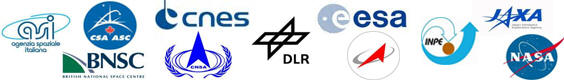 asi
agenzia spaziale
italiana
CSA ASC
BNSC
BRITISH NATIONAL SPACE CENTRE
cnes
CNSA
DLR
esa
INPE
JAXA
NASA